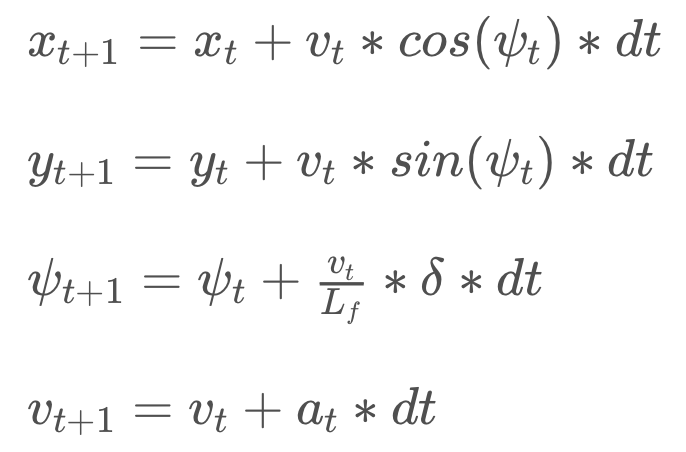 x_{t+1} = x_t + v_t * cos(ψ_t) * dt
y_{t+1} = y_t + v_t * sin(ψ_t) * dt
ψ_{t+1} = ψ_t + \frac{v_t}{L_f} * δ * dt
v_{t+1} = v_t + a_t * dt